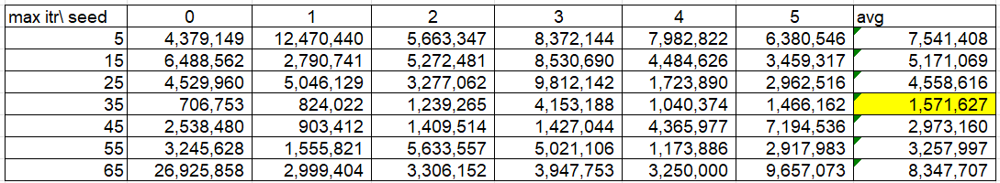 max itr\ seed 0 1 2 3 4 5 avg
5 4,379,149 12,470,440 5,663,347 8,372,144 7,982,822 6,380,546 7,541,408
15 6,488,562 2,790,741 5,272,481 8,530,690 4,484,626 3,459,317 5,171,069
25 4,529,960 5,046,129 3,277,062 9,812,142 1,723,890 2,962,516 4,558,616
35 706,753 824,022 1,239,265 4,153,188 1,040,374 1,466,162 1,571,627
45 2,538,480 903,412 1,409,514 1,427,044 4,365,977 7,194,536 2,973,160
55 3,245,628 1,555,821 5,633,557 5,021,106 1,173,886 2,917,983 3,257,997
65 26,925,858 2,999,404 3,306,152 3,947,753 3,250,000 9,657,073 8,347,707